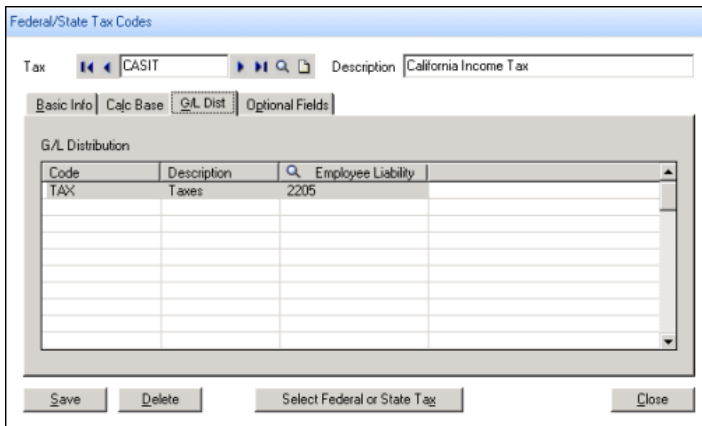 Federal/State Tax Codes
Tax CASIT Description California Income Tax
Basic Info Calc Base G/L Dist Optional Fields
G/L Distribution
Code Description Employee Liability
TAX Taxes 2205
Save Delete Select Federal or State Tax Close